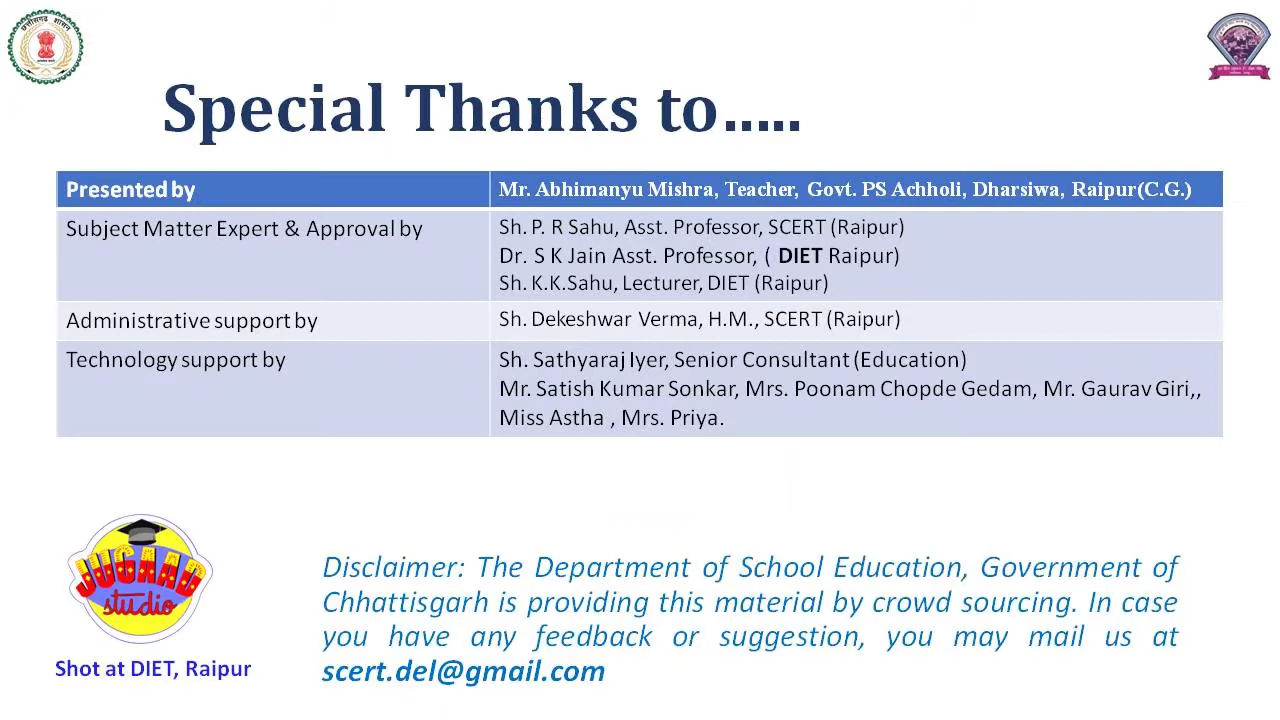 छत्तीसगढ़ शासन
Special Thanks to…..
Presented by
Mr. Abhimanyu Mishra, Teacher, Govt. PS Achholi, Dharsiwa, Raipur(C.G.)
Subject Matter Expert & Approval by
Sh. P. R Sahu, Asst. Professor, SCERT (Raipur)
Dr. S K Jain Asst. Professor, ( DIET Raipur)
Sh. K.K.Sahu, Lecturer, DIET (Raipur)
Administrative support by
Sh. Dekeshwar Verma, H.M., SCERT (Raipur)
Technology support by
Sh. Sathyaraj Iyer, Senior Consultant (Education)
Mr. Satish Kumar Sonkar, Mrs. Poonam Chopde Gedam, Mr. Gaurav Giri,,
Miss Astha , Mrs. Priya.
JUGAAD
studio
Shot at DIET, Raipur
Disclaimer: The Department of School Education, Government of
Chhattisgarh is providing this material by crowd sourcing. In case
you have any feedback or suggestion, you may mail us at
scert.del@gmail.com